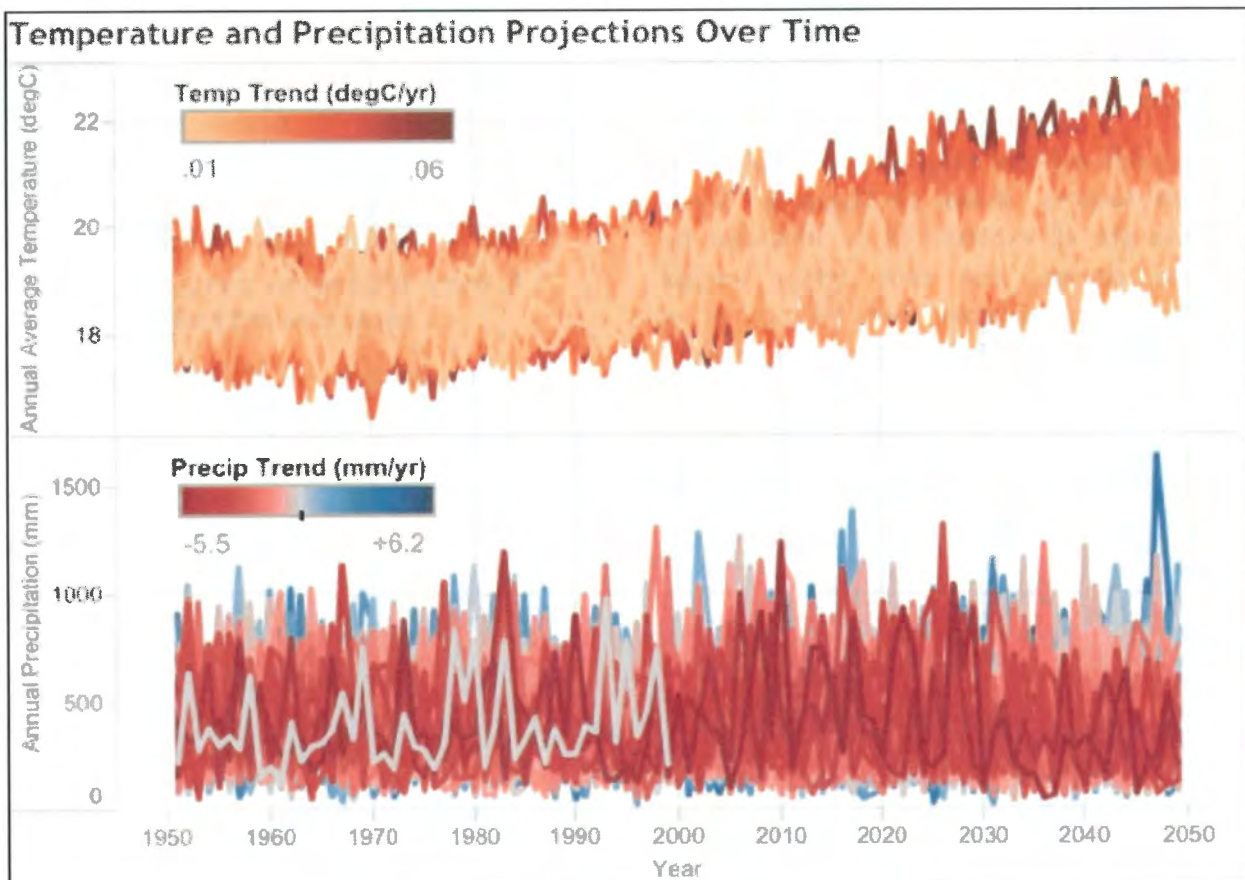 Temperature and Precipitation Projections Over Time
Annual Average Temperature (degC)
Temp Trend (degC/yr)
.01 .06
22
20
18
Annual Precipitation (mm)
Precip Trend (mm/yr)
-5.5 +6.2
1500
1000
500
0
1950 1960 1970 1980 1990 2000 2010 2020 2030 2040 2050
Year